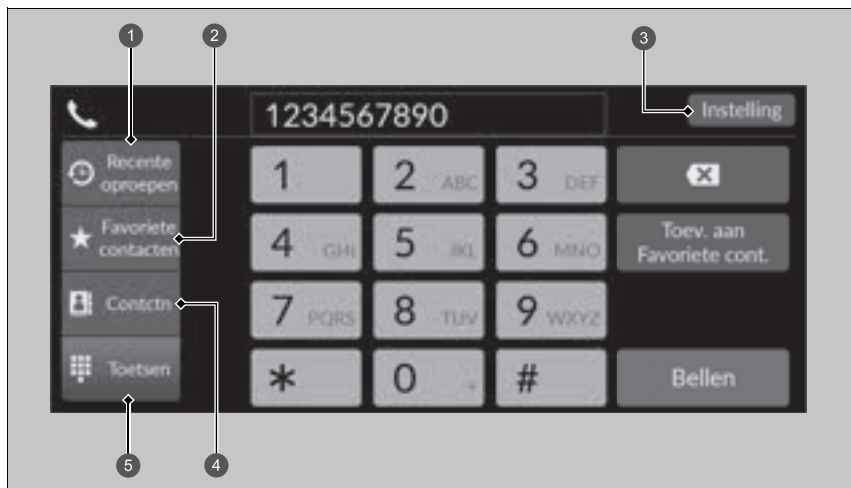 1
2
3
1234567890
Instelling
Recente
oproepen
1
2 ABC
3 DEF
Favoriete
contacten
4 GHI
5 JKL
6 MNO
Toev. aan
Favoriete cont.
Contctn
7 PQRS
8 TUV
9 WXYZ
Toetsen
*
0 +
#
Bellen
5
4